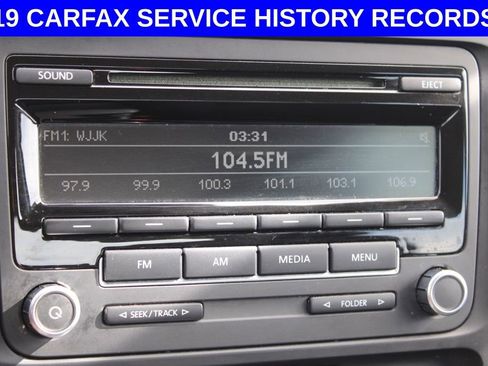 19 CARFAX SERVICE HISTORY RECORDS
SOUND EJECT
FM1: WJJK 03:31
104.5FM
97.9 99.9 100.3 101.1 103.1 106.9
FM AM MEDIA MENU
◁ SEEK/TRACK ▷ ◁ FOLDER ▷